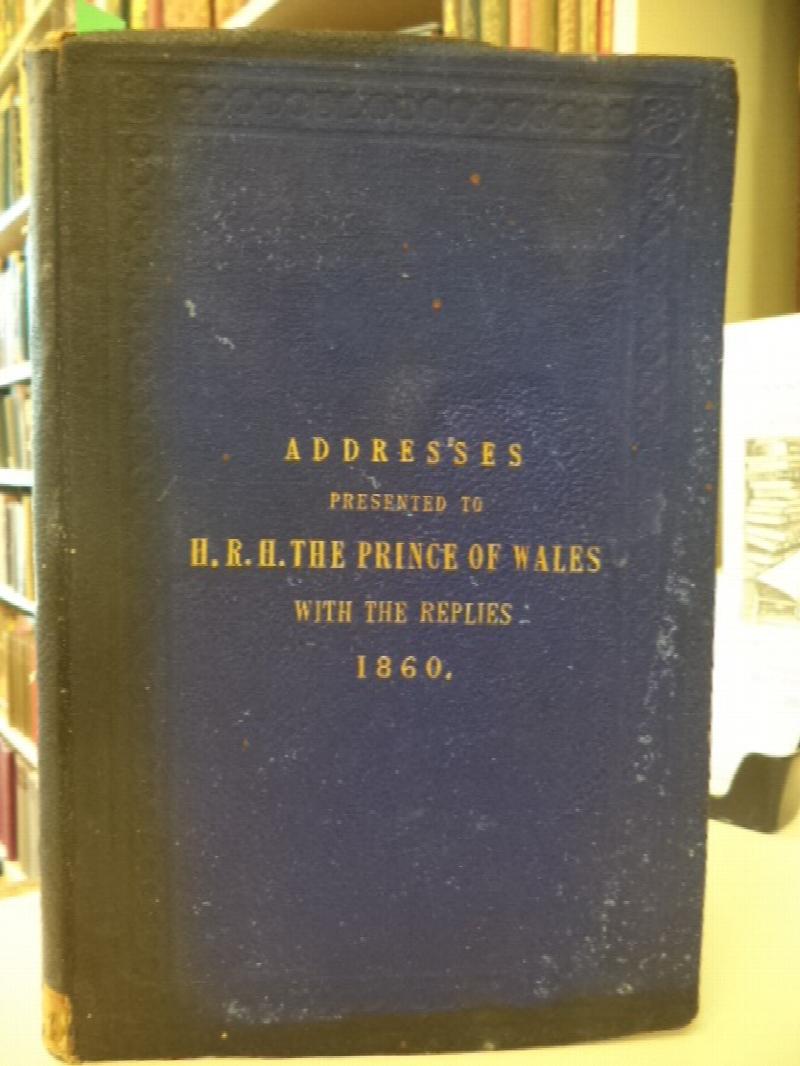 ADDRESSES
PRESENTED TO
H. R. H. THE PRINCE OF WALES
WITH THE REPLIES
1860.